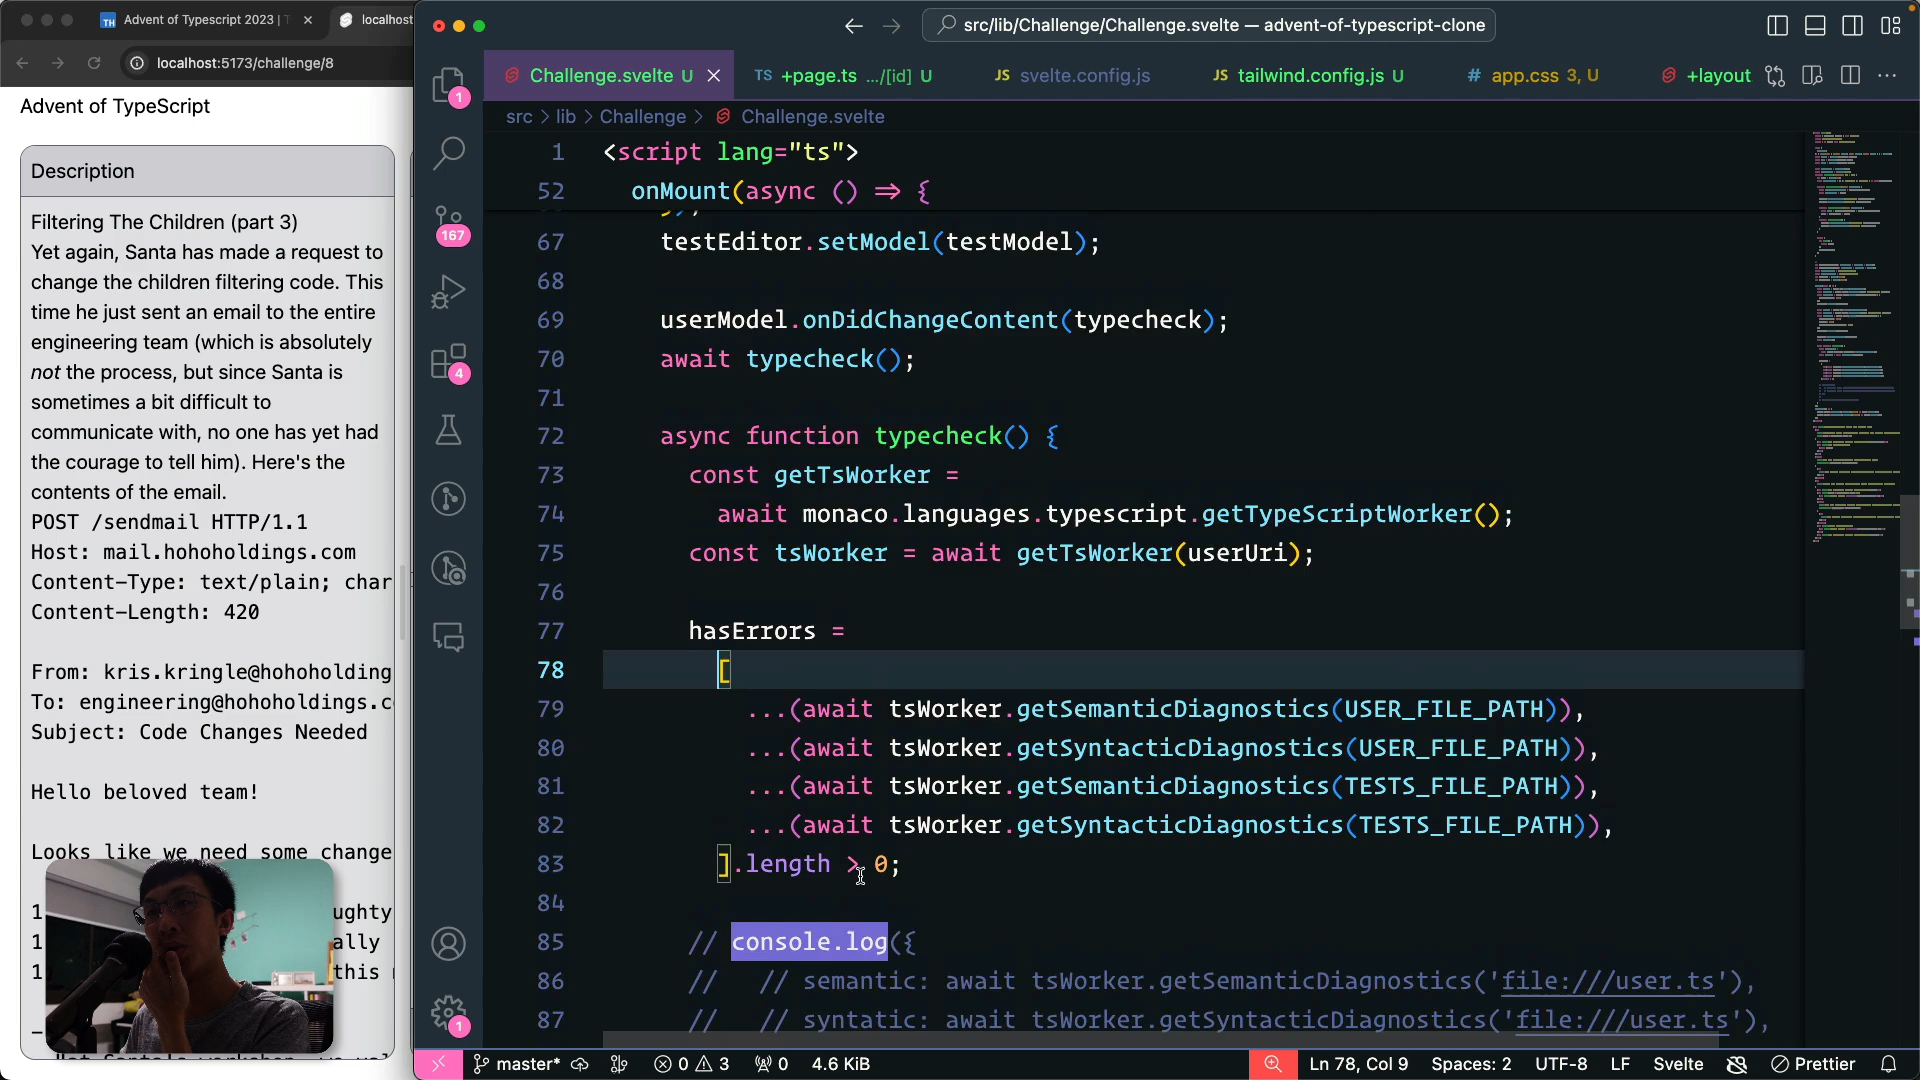 Advent of Typescript 2023 | T
localhost
localhost:5173/challenge/8
Advent of TypeScript
Description
Filtering The Children (part 3)
Yet again, Santa has made a request to
change the children filtering code. This
time he just sent an email to the entire
engineering team (which is absolutely
not the process, but since Santa is
sometimes a bit difficult to
communicate with, no one has yet had
the courage to tell him). Here's the
contents of the email.
POST /sendmail HTTP/1.1
Host: mail.hohoholdings.com
Content-Type: text/plain; char
Content-Length: 420
From: kris.kringle@hohoholding
To: engineering@hohoholdings.c
Subject: Code Changes Needed
Hello beloved team!
Looks like we need some change
1
ughty
1
ally
1
this
src/lib/Challenge/Challenge.svelte — advent-of-typescript-clone
Challenge.svelte U
TS +page.ts .../[id] U
JS svelte.config.js
JS tailwind.config.js U
# app.css 3, U
+layout
src > lib > Challenge > Challenge.svelte
1
167
4
1
1 <script lang="ts">
52 onMount(async () => {
67 testEditor.setModel(testModel);
68
69 userModel.onDidChangeContent(typecheck);
70 await typecheck();
71
72 async function typecheck() {
73 const getTsWorker =
74 await monaco.languages.typescript.getTypeScriptWorker();
75 const tsWorker = await getTsWorker(userUri);
76
77 hasErrors =
78 [
79 ...(await tsWorker.getSemanticDiagnostics(USER_FILE_PATH)),
80 ...(await tsWorker.getSyntacticDiagnostics(USER_FILE_PATH)),
81 ...(await tsWorker.getSemanticDiagnostics(TESTS_FILE_PATH)),
82 ...(await tsWorker.getSyntacticDiagnostics(TESTS_FILE_PATH)),
83 ].length > 0;
84
85 // console.log({
86 // // semantic: await tsWorker.getSemanticDiagnostics('file:///user.ts'),
87 // // syntatic: await tsWorker.getSyntacticDiagnostics('file:///user.ts'),
master* 0 3 0 4.6 KiB Ln 78, Col 9 Spaces: 2 UTF-8 LF Svelte Prettier